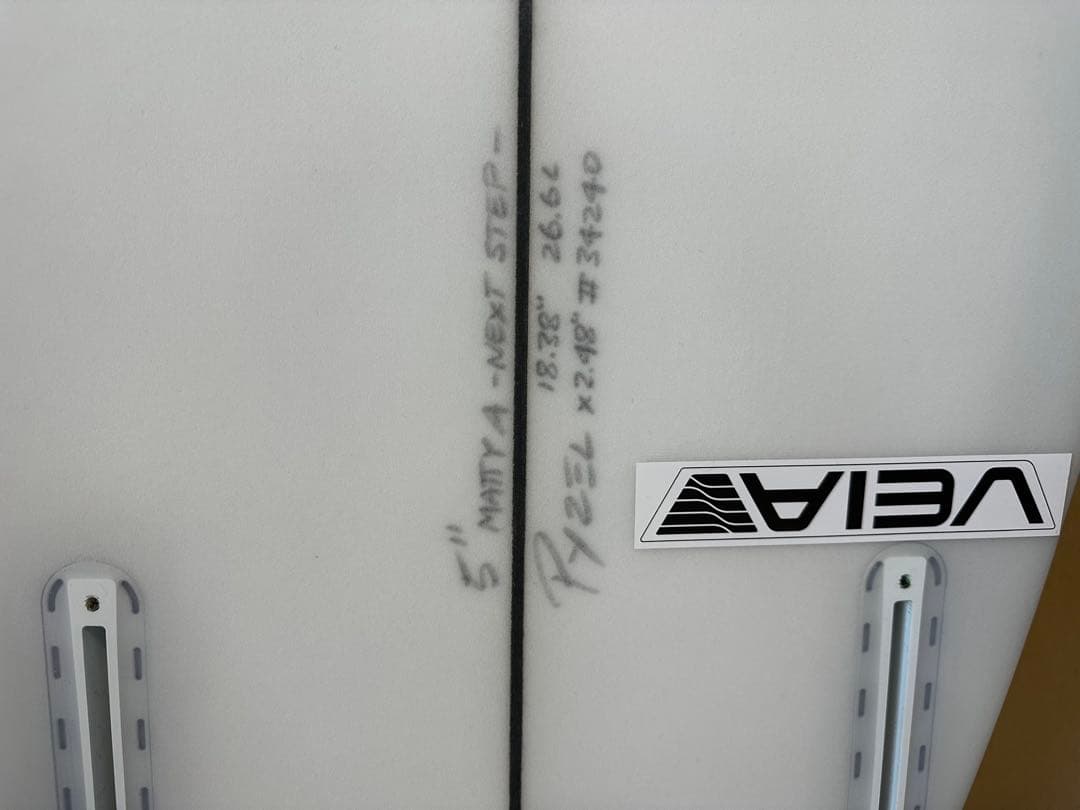 5" MATTY A - NEXT STEP -
18.38" 26.6L
PYZEL x2.48" #34240
VEIA